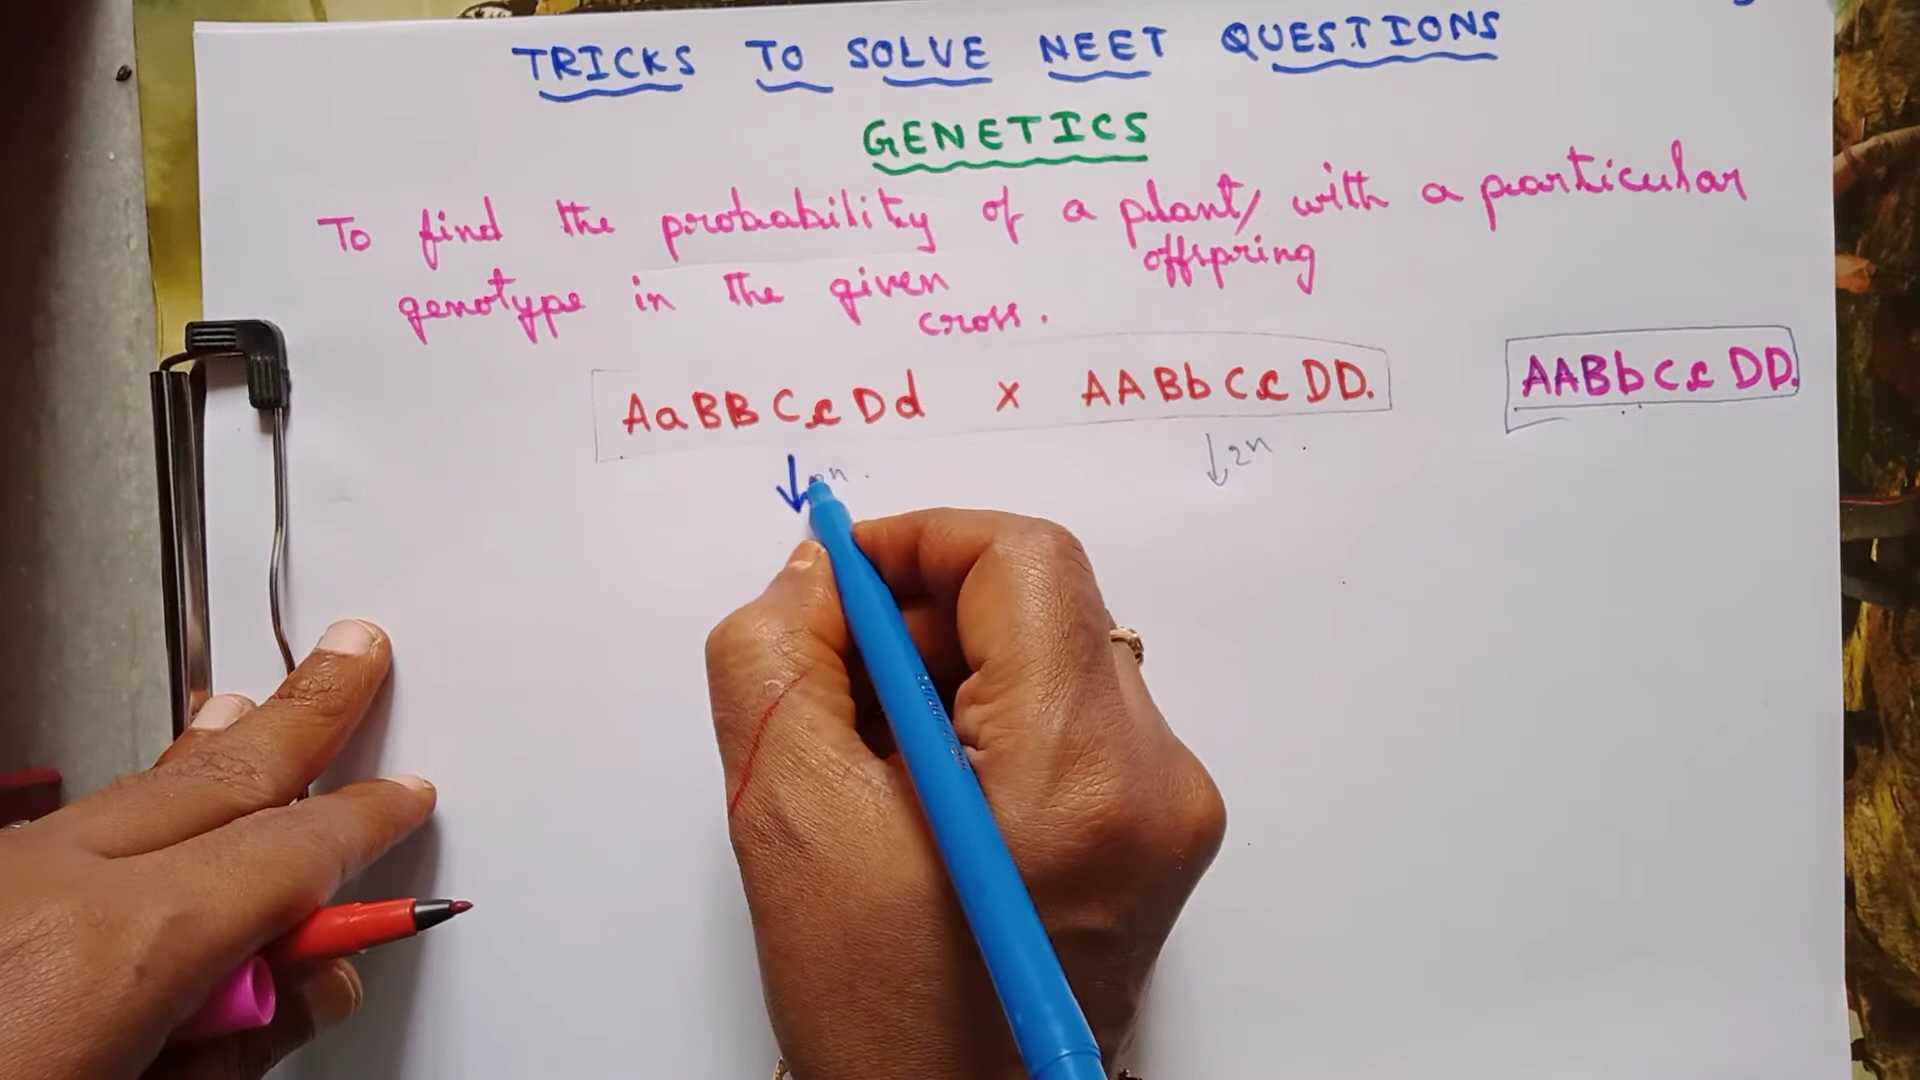 TRICKS TO SOLVE NEET QUESTIONS
GENETICS
To find the probability of a plant/ with a particular
offspring
genotype in the given
cross.
AaBBCcDd x AABbCcDD.
AABbCcDD.
2n